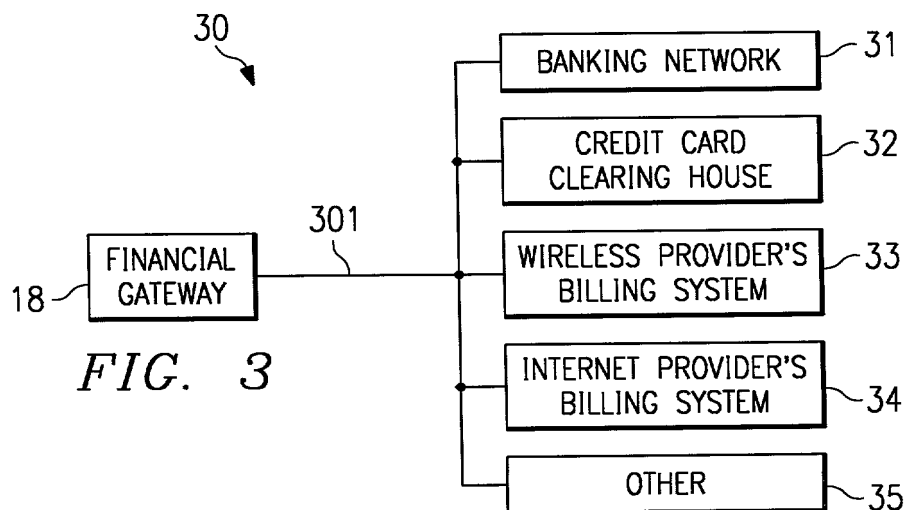 30
BANKING NETWORK
31
CREDIT CARD
CLEARING HOUSE
32
301
FINANCIAL
GATEWAY
18
WIRELESS PROVIDER'S
BILLING SYSTEM
33
FIG. 3
INTERNET PROVIDER'S
BILLING SYSTEM
34
OTHER
35